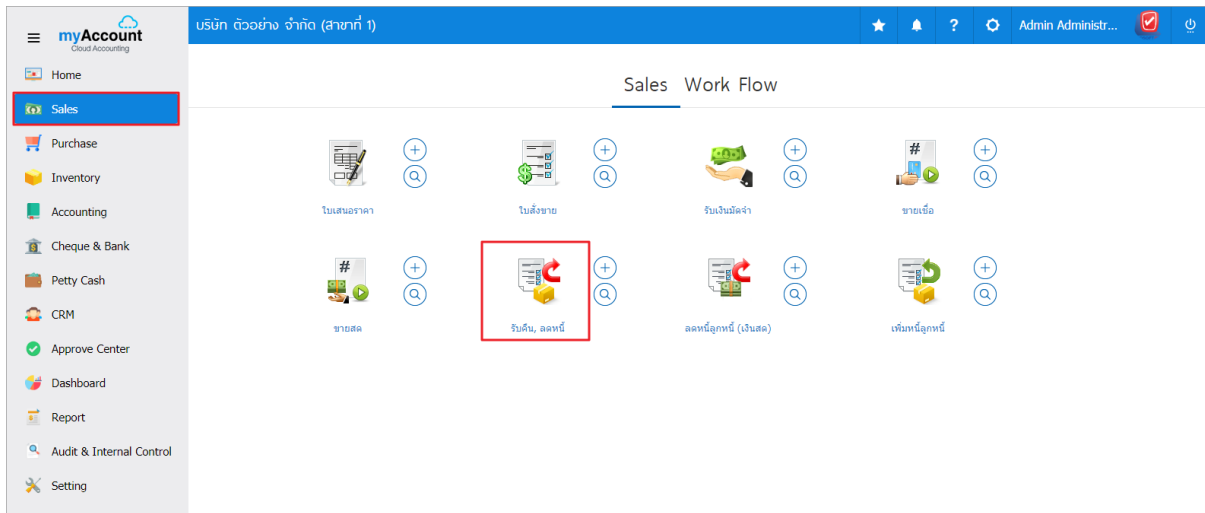 myAccount
Cloud Accounting
บริษัท ตัวอย่าง จำกัด (สาขาที่ 1)
?
Admin Administr...
Home
Sales
Purchase
Inventory
Accounting
Cheque & Bank
Petty Cash
CRM
Approve Center
Dashboard
Report
Audit & Internal Control
Setting
Sales Work Flow
ใบเสนอราคา
ใบสั่งขาย
รับเงินมัดจำ
ขายเชื่อ
ขายสด
รับคืน, ลดหนี้
ลดหนี้ลูกหนี้ (เงินสด)
เพิ่มหนี้ลูกหนี้